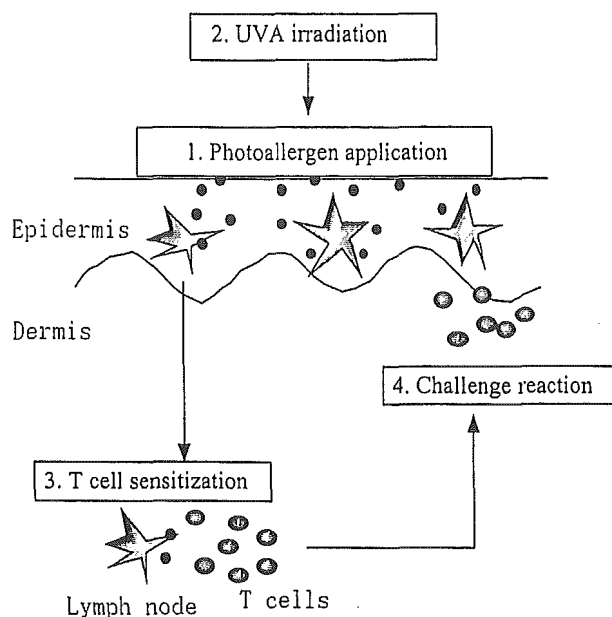 2. UVA irradiation
1. Photoallergen application
Epidermis
Dermis
4. Challenge reaction
3. T cell sensitization
Lymph node
T cells